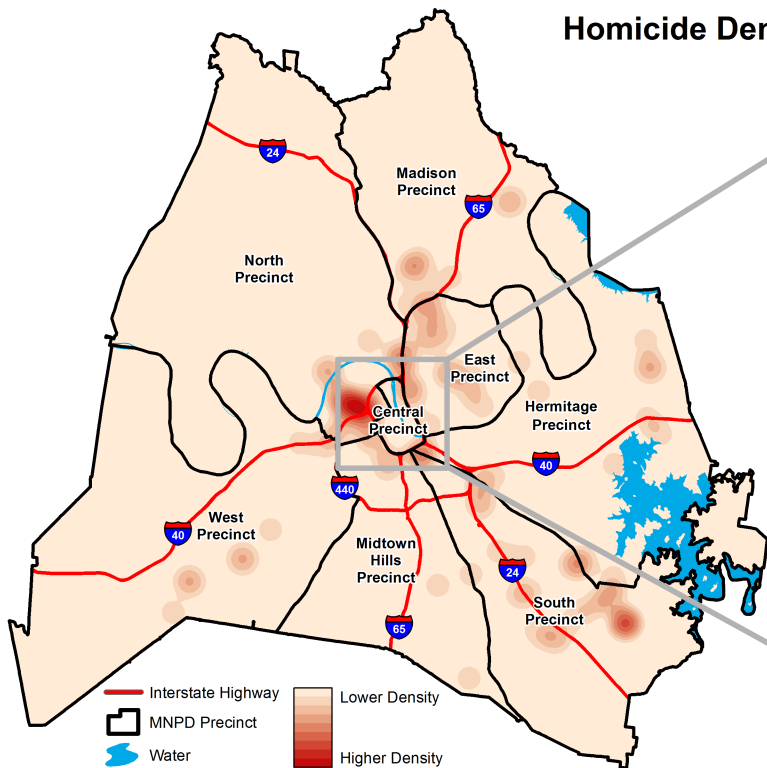 Homicide Den
24
Madison
Precinct
65
North
Precinct
East
Precinct
Hermitage
Precinct
Central
Precinct
40
440
West
Precinct
40
Midtown
Hills
Precinct
24
South
Precinct
65
Interstate Highway
MNPD Precinct
Water
Lower Density
Higher Density